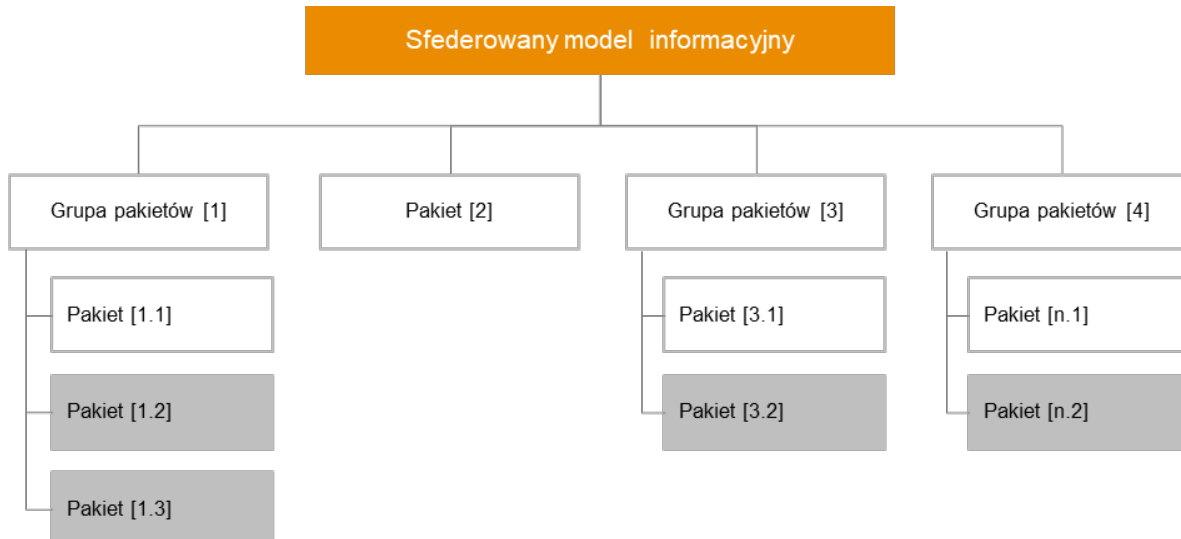 Sfederowany model informacyjny
Grupa pakietów [1]
Pakiet [2]
Grupa pakietów [3]
Grupa pakietów [4]
Pakiet [1.1]
Pakiet [3.1]
Pakiet [n.1]
Pakiet [1.2]
Pakiet [3.2]
Pakiet [n.2]
Pakiet [1.3]